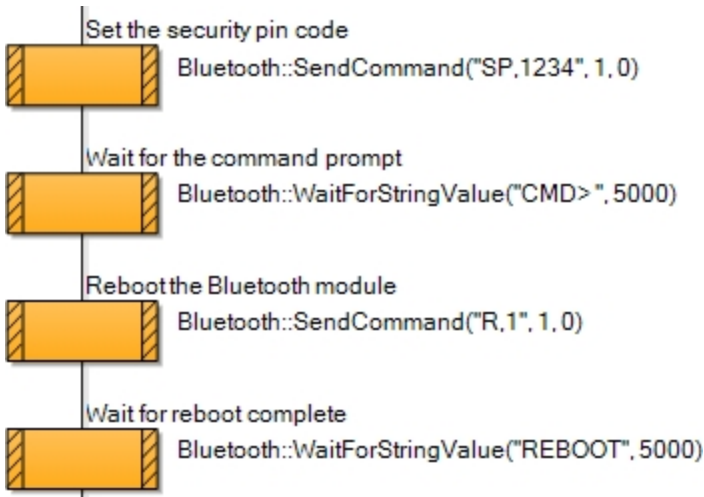 Set the security pin code
Bluetooth::SendCommand("SP,1234", 1, 0)
Wait for the command prompt
Bluetooth::WaitForStringValue("CMD> ", 5000)
Reboot the Bluetooth module
Bluetooth::SendCommand("R,1", 1, 0)
Wait for reboot complete
Bluetooth::WaitForStringValue("REBOOT", 5000)